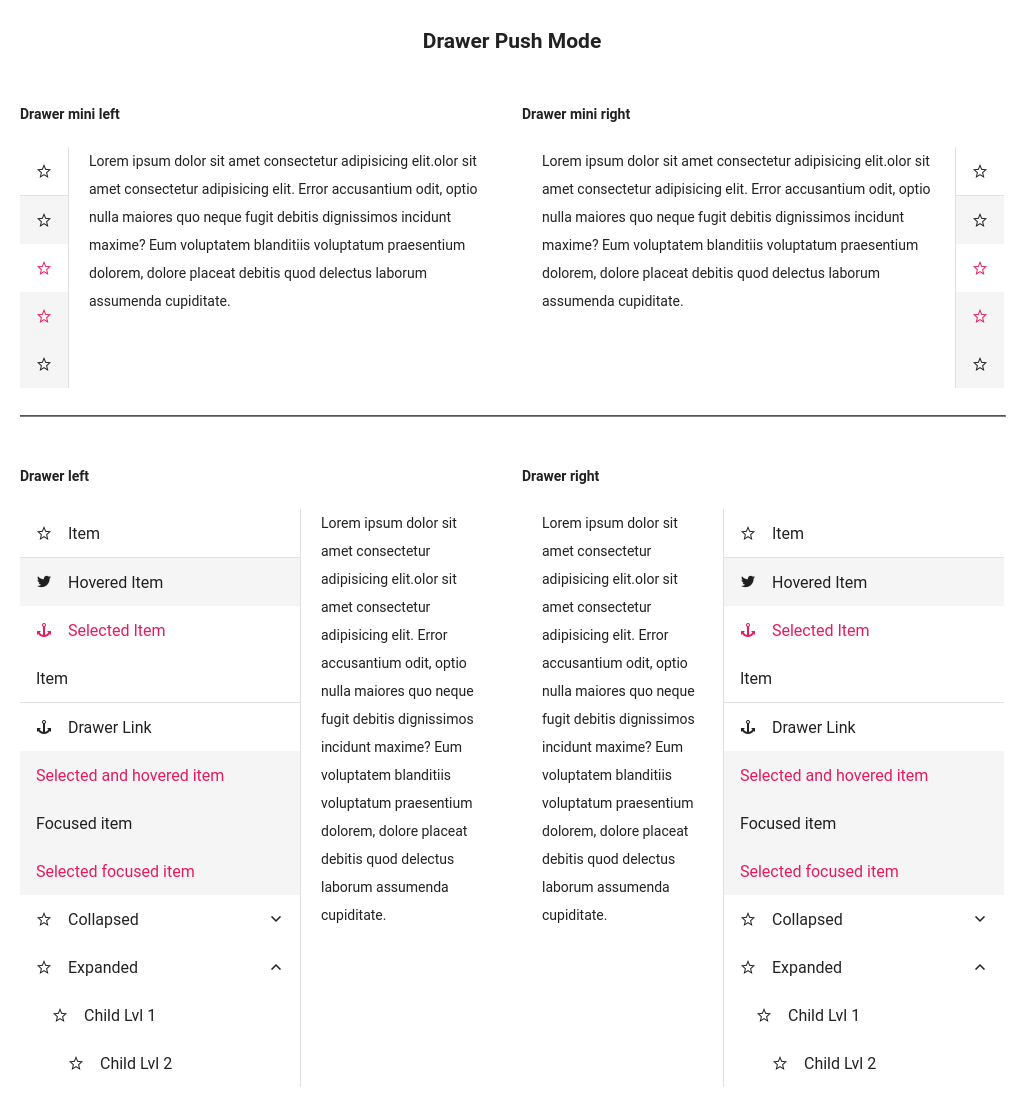 Drawer Push Mode
Drawer mini left
Lorem ipsum dolor sit amet consectetur adipisicing elit.olor sit
amet consectetur adipisicing elit. Error accusantium odit, optio
nulla maiores quo neque fugit debitis dignissimos incidunt
maxime? Eum voluptatem blanditiis voluptatum praesentium
dolorem, dolore placeat debitis quod delectus laborum
assumenda cupiditate.
Drawer mini right
Lorem ipsum dolor sit amet consectetur adipisicing elit.olor sit
amet consectetur adipisicing elit. Error accusantium odit, optio
nulla maiores quo neque fugit debitis dignissimos incidunt
maxime? Eum voluptatem blanditiis voluptatum praesentium
dolorem, dolore placeat debitis quod delectus laborum
assumenda cupiditate.
Drawer left
Item
Hovered Item
Selected Item
Item
Drawer Link
Selected and hovered item
Focused item
Selected focused item
Collapsed
Expanded
Child Lvl 1
Child Lvl 2
Lorem ipsum dolor sit
amet consectetur
adipisicing elit.olor sit
amet consectetur
adipisicing elit. Error
accusantium odit, optio
nulla maiores quo neque
fugit debitis dignissimos
incidunt maxime? Eum
voluptatem blanditiis
voluptatum praesentium
dolorem, dolore placeat
debitis quod delectus
laborum assumenda
cupiditate.
Drawer right
Lorem ipsum dolor sit
amet consectetur
adipisicing elit.olor sit
amet consectetur
adipisicing elit. Error
accusantium odit, optio
nulla maiores quo neque
fugit debitis dignissimos
incidunt maxime? Eum
voluptatem blanditiis
voluptatum praesentium
dolorem, dolore placeat
debitis quod delectus
laborum assumenda
cupiditate.
Item
Hovered Item
Selected Item
Item
Drawer Link
Selected and hovered item
Focused item
Selected focused item
Collapsed
Expanded
Child Lvl 1
Child Lvl 2